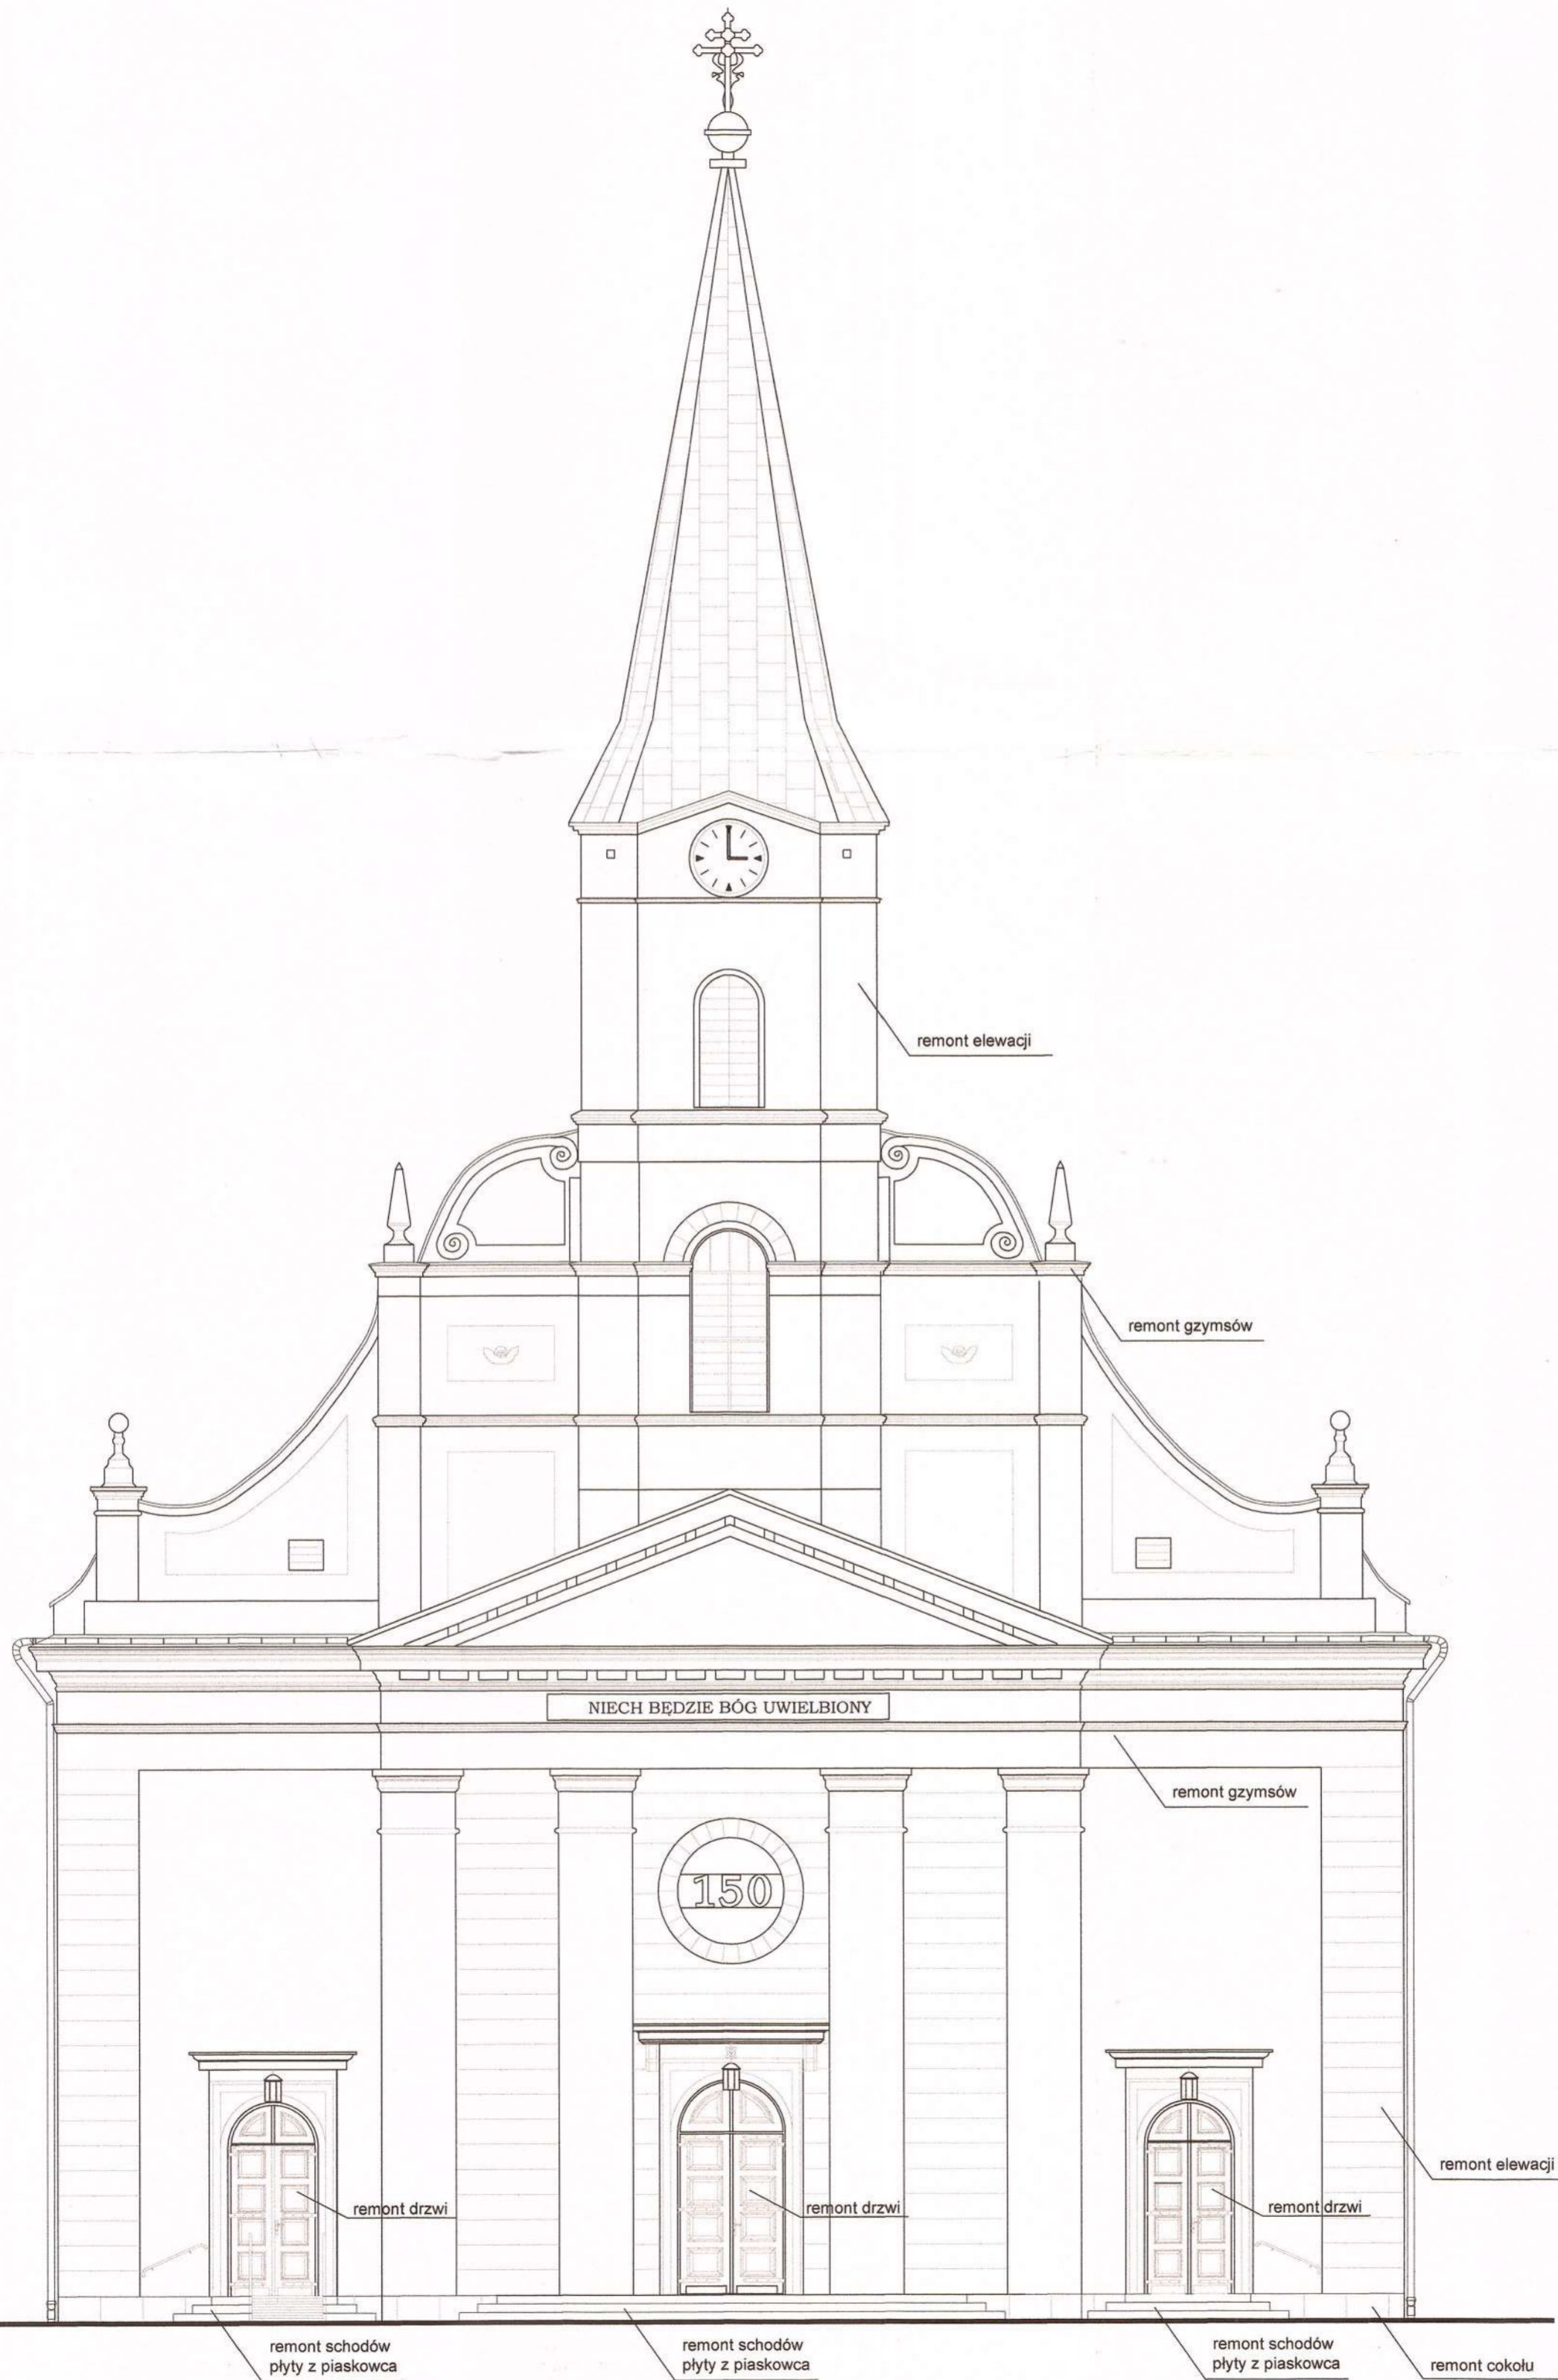 remont elewacji
remont gzymsów
NIECH BĘDZIE BÓG UWIELBIONY
remont gzymsów
150
remont elewacji
remont drzwi
remont drzwi
remont drzwi
remont schodów
płyty z piaskowca
remont schodów
płyty z piaskowca
remont schodów
płyty z piaskowca
remont cokołu